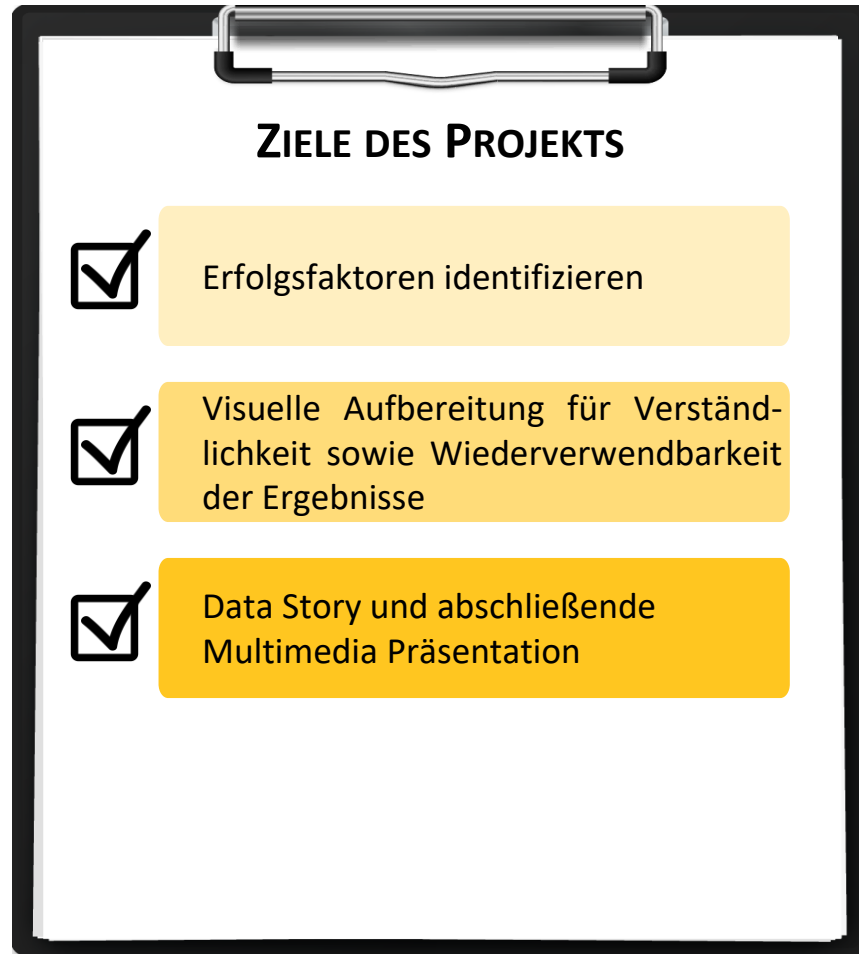 ZIELE DES PROJEKTS
Erfolgsfaktoren identifizieren
Visuelle Aufbereitung für Verständ-
lichkeit sowie Wiederverwendbarkeit
der Ergebnisse
Data Story und abschließende
Multimedia Präsentation